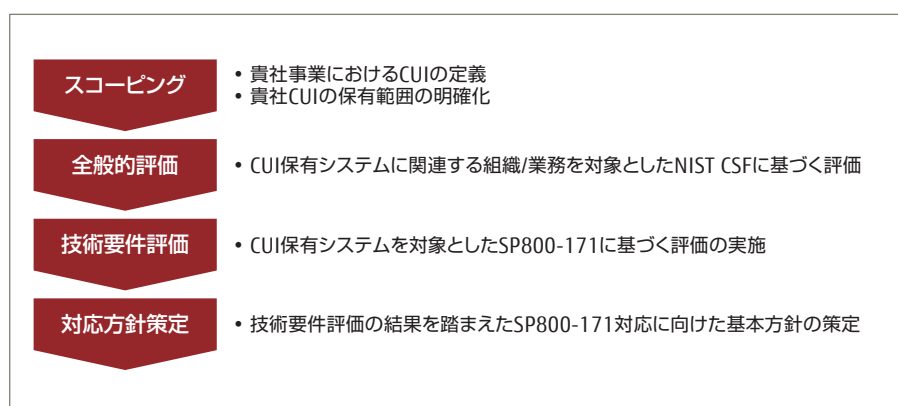 スコーピング
• 貴社事業におけるCUIの定義
• 貴社CUIの保有範囲の明確化
全般的評価
• CUI保有システムに関連する組織/業務を対象としたNIST CSFに基づく評価
技術要件評価
• CUI保有システムを対象としたSP800-171に基づく評価の実施
対応方針策定
• 技術要件評価の結果を踏まえたSP800-171対応に向けた基本方針の策定